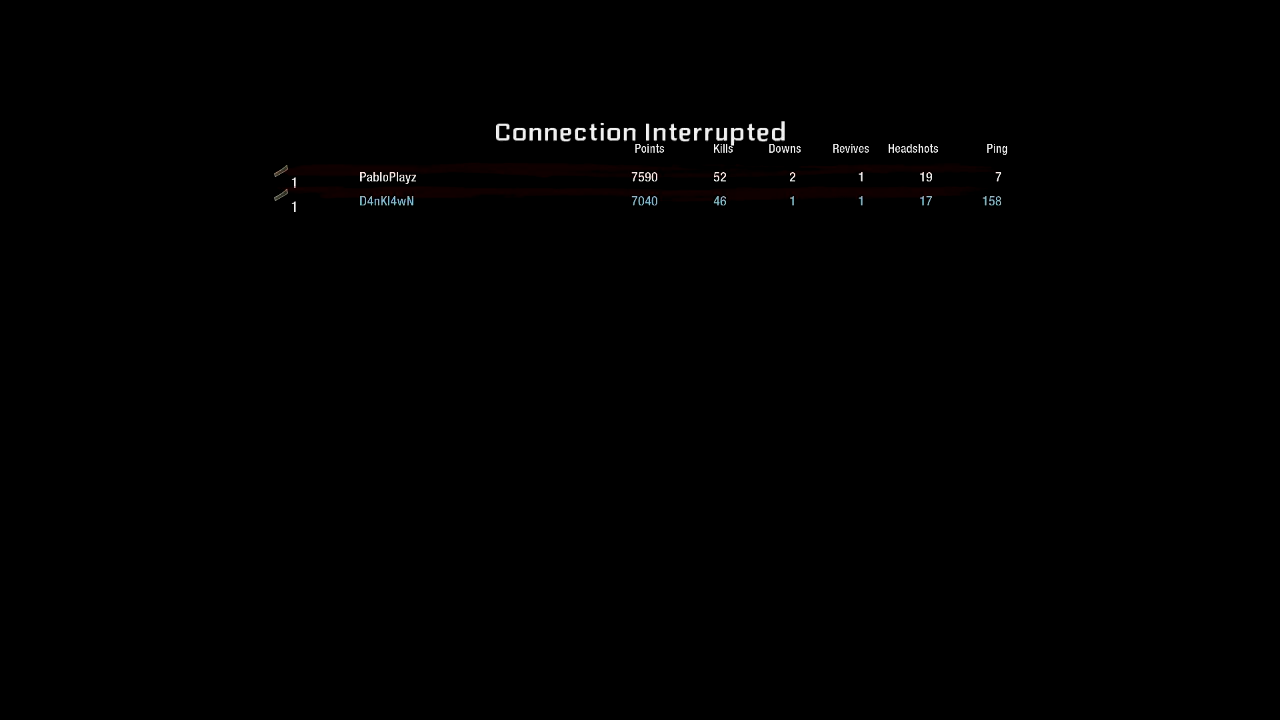 Connection Interrupted
Points Kills Downs Revives Headshots Ping
1 PabloPlayz 7590 52 2 1 19 7
1 D4nKl4wN 7040 46 1 1 17 158